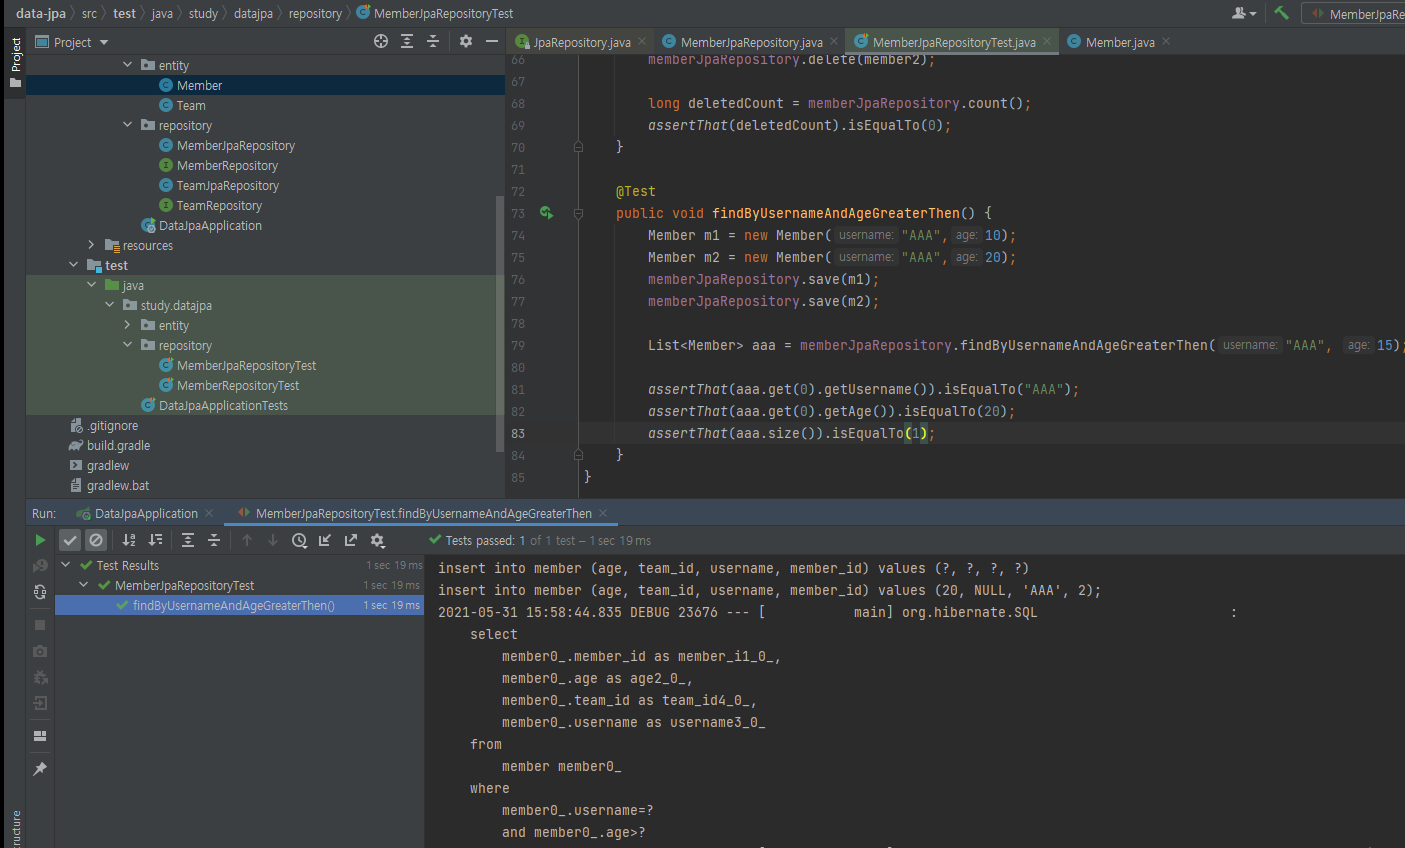 data-jpa 〉 src 〉 test 〉 java 〉 study 〉 datajpa 〉 repository 〉 MemberJpaRepositoryTest
Project
Project
entity
Member
Team
repository
MemberJpaRepository
MemberRepository
TeamJpaRepository
TeamRepository
DataJpaApplication
resources
test
java
study.datajpa
entity
repository
MemberJpaRepositoryTest
MemberRepositoryTest
DataJpaApplicationTests
.gitignore
build.gradle
gradlew
gradlew.bat
MemberJpaRe
JpaRepository.java
MemberJpaRepository.java
MemberJpaRepositoryTest.java
Member.java
66 memberJpaRepository.delete(member2);
67
68 long deletedCount = memberJpaRepository.count();
69 assertThat(deletedCount).isEqualTo(0);
70 }
71
72 @Test
73 public void findByUsernameAndAgeGreaterThen() {
74 Member m1 = new Member( username: "AAA", age: 10);
75 Member m2 = new Member( username: "AAA", age: 20);
76 memberJpaRepository.save(m1);
77 memberJpaRepository.save(m2);
78
79 List<Member> aaa = memberJpaRepository.findByUsernameAndAgeGreaterThen( username: "AAA", age: 15);
80
81 assertThat(aaa.get(0).getUsername()).isEqualTo("AAA");
82 assertThat(aaa.get(0).getAge()).isEqualTo(20);
83 assertThat(aaa.size()).isEqualTo(1);
84 }
85 }
Run: DataJpaApplication MemberJpaRepositoryTest.findByUsernameAndAgeGreaterThen
Tests passed: 1 of 1 test – 1 sec 19 ms
Test Results 1 sec 19 ms
MemberJpaRepositoryTest 1 sec 19 ms
findByUsernameAndAgeGreaterThen() 1 sec 19 ms
insert into member (age, team_id, username, member_id) values (?, ?, ?, ?)
insert into member (age, team_id, username, member_id) values (20, NULL, 'AAA', 2);
2021-05-31 15:58:44.835 DEBUG 23676 --- [ main] org.hibernate.SQL :
select
member0_.member_id as member_i1_0_,
member0_.age as age2_0_,
member0_.team_id as team_id4_0_,
member0_.username as username3_0_
from
member member0_
where
member0_.username=?
and member0_.age>?
ructure